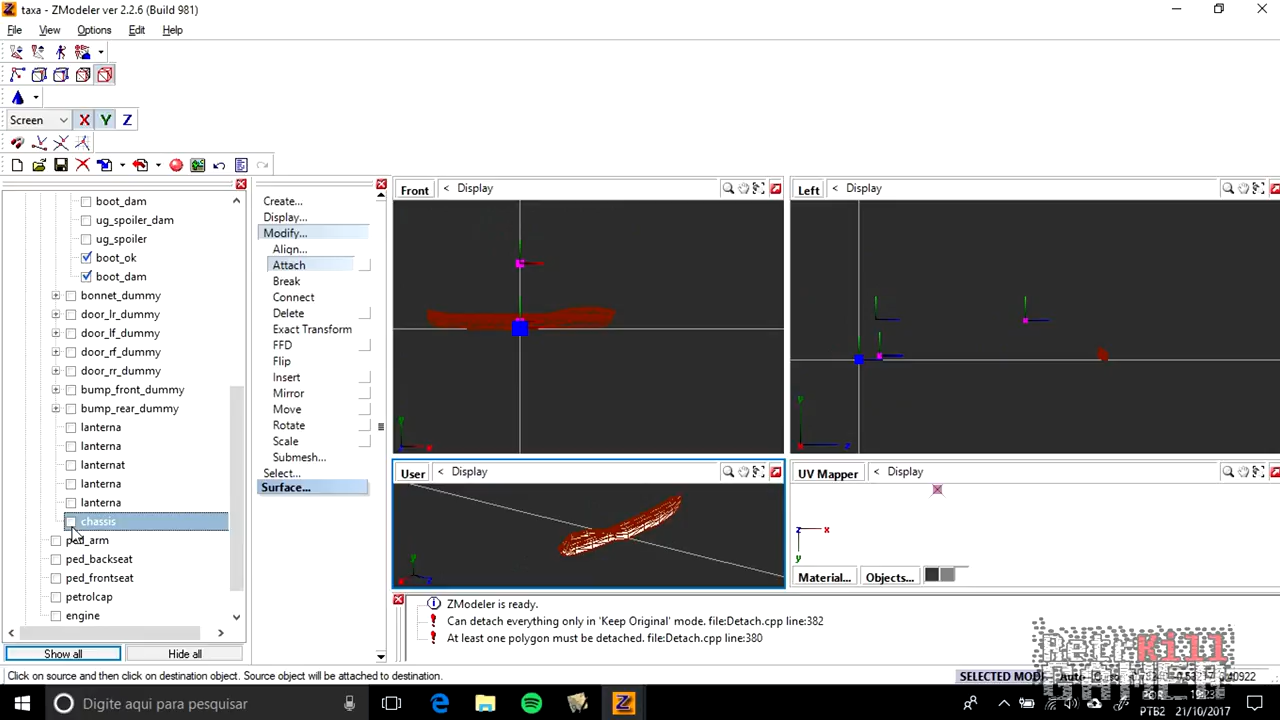 taxa - ZModeler ver 2.2.6 (Build 981)
File View Options Edit Help
Screen X Y Z
boot_dam
ug_spoiler_dam
ug_spoiler
boot_ok
boot_dam
bonnet_dummy
door_lr_dummy
door_lf_dummy
door_rf_dummy
door_rr_dummy
bump_front_dummy
bump_rear_dummy
lanterna
lanterna
lanternat
lanterna
lanterna
chassis
ped_arm
ped_backseat
ped_frontseat
petrolcap
engine
Show all Hide all
Create...
Display...
Modify...
Align...
Attach
Break
Connect
Delete
Exact Transform
FFD
Flip
Insert
Mirror
Move
Rotate
Scale
Submesh...
Select...
Surface...
Front < Display
Left < Display
User < Display
UV Mapper < Display
Material... Objects...
ZModeler is ready.
Can detach everything only in 'Keep Original' mode. file:Detach.cpp line:382
At least one polygon must be detached. file:Detach.cpp line:380
Click on source and then click on destination object. Source object will be attached to destination.
SELECTED MODE
Auto
RetrKill
GAMER
Digite aqui para pesquisar
PTB2
21/10/2017